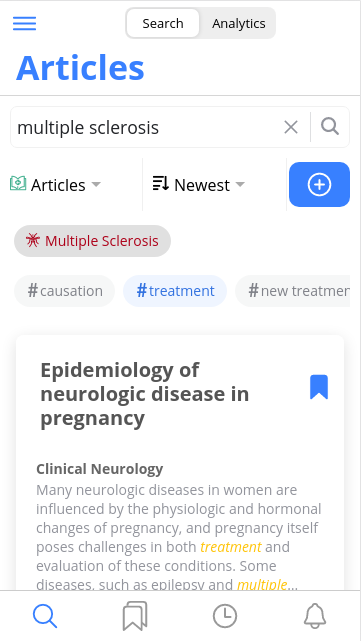 Search Analytics
Articles
multiple sclerosis
Articles Newest
Multiple Sclerosis
#causation #treatment #new treatmen
Epidemiology of
neurologic disease in
pregnancy
Clinical Neurology
Many neurologic diseases in women are
influenced by the physiologic and hormonal
changes of pregnancy, and pregnancy itself
poses challenges in both treatment and
evaluation of these conditions. Some
diseases, such as epilepsy and multiple...